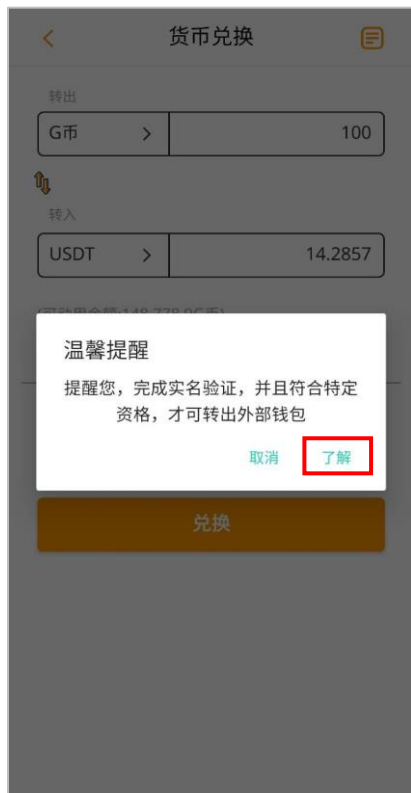 货币兑换
转出
G币 > 100
转入
USDT > 14.2857
温馨提醒
提醒您，完成实名验证，并且符合特定
资格，才可转出外部钱包
取消 了解
兑换